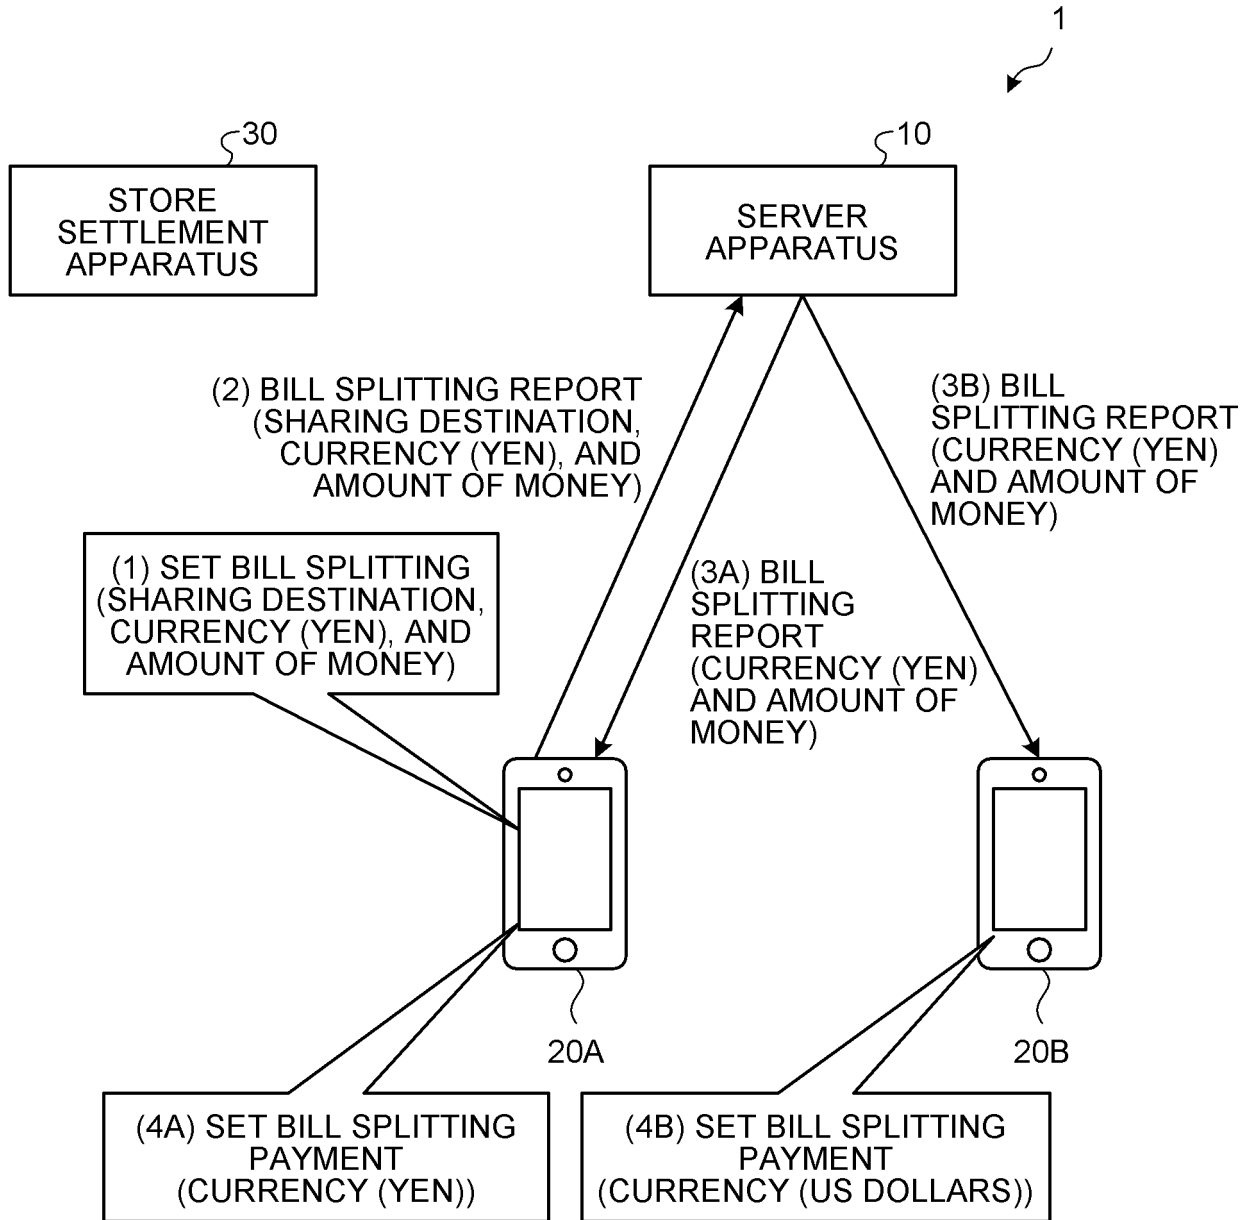 1
30
10
STORE
SETTLEMENT
APPARATUS
SERVER
APPARATUS
(2) BILL SPLITTING REPORT
(SHARING DESTINATION,
CURRENCY (YEN), AND
AMOUNT OF MONEY)
(3B) BILL
SPLITTING REPORT
(CURRENCY (YEN)
AND AMOUNT OF
MONEY)
(1) SET BILL SPLITTING
(SHARING DESTINATION,
CURRENCY (YEN), AND
AMOUNT OF MONEY)
(3A) BILL
SPLITTING
REPORT
(CURRENCY (YEN)
AND AMOUNT OF
MONEY)
20A
20B
(4A) SET BILL SPLITTING
PAYMENT
(CURRENCY (YEN))
(4B) SET BILL SPLITTING
PAYMENT
(CURRENCY (US DOLLARS))